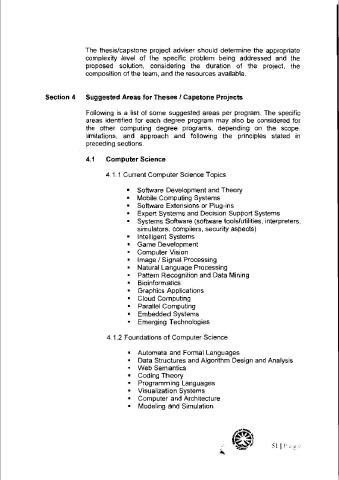 The thesis/capstone project adviser should determine the appropriate
complexity level of the specific problem being addressed and the
proposed solution, considering the duration of the project, the
composition of the team, and the resources available.
Section 4 Suggested Areas for Theses / Capstone Projects
Following is a list of some suggested areas per program. The specific
areas identified for each degree program may also be considered for
the other computing degree programs, depending on the scope,
limitations, and approach and following the principles stated in
preceding sections.
4.1 Computer Science
4.1.1 Current Computer Science Topics
▪ Software Development and Theory
▪ Mobile Computing Systems
▪ Software Extensions or Plug-ins
▪ Expert Systems and Decision Support Systems
▪ Systems Software (software tools/utilities, interpreters,
simulators, compilers, security aspects)
▪ Intelligent Systems
▪ Game Development
▪ Computer Vision
▪ Image / Signal Processing
▪ Natural Language Processing
▪ Pattern Recognition and Data Mining
▪ Bioinformatics
▪ Graphics Applications
▪ Cloud Computing
▪ Parallel Computing
▪ Embedded Systems
▪ Emerging Technologies
4.1.2 Foundations of Computer Science
▪ Automata and Formal Languages
▪ Data Structures and Algorithm Design and Analysis
▪ Web Semantics
▪ Coding Theory
▪ Programming Languages
▪ Visualization Systems
▪ Computer and Architecture
▪ Modeling and Simulation
51 | P a g e